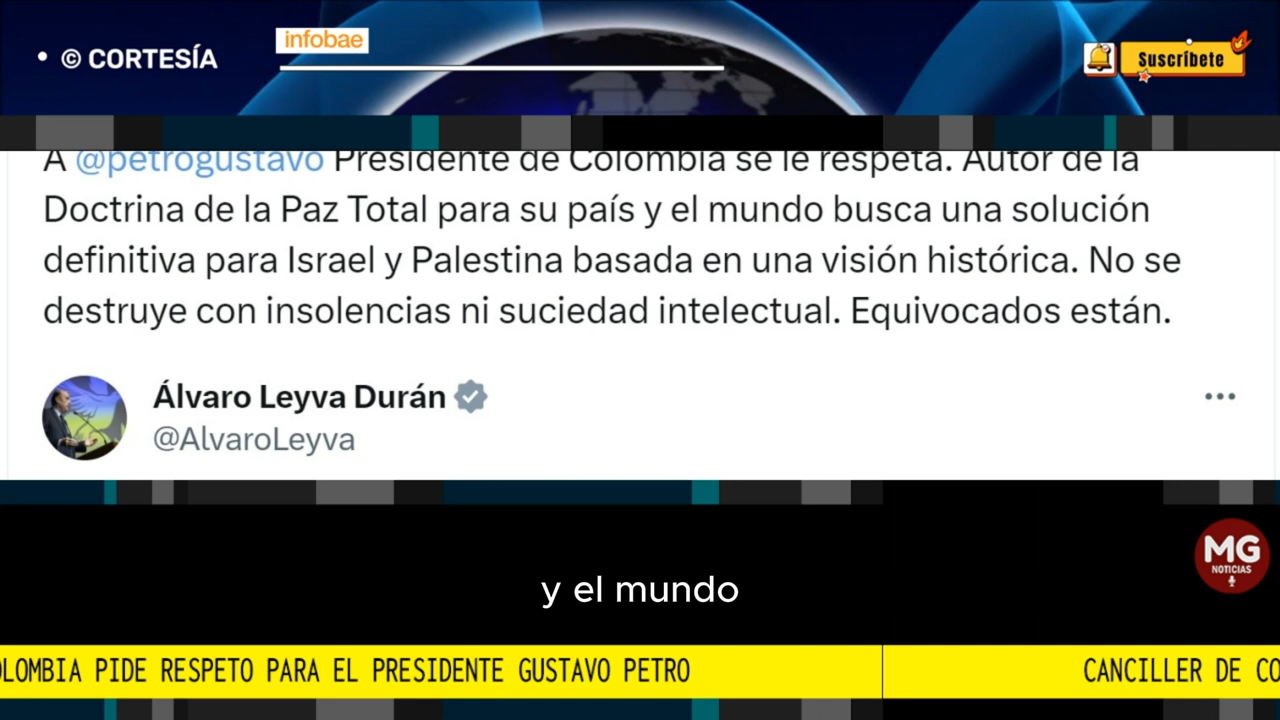 © CORTESÍA
infobae
Suscríbete
A @petrogustavo Presidente de Colombia se le respeta. Autor de la
Doctrina de la Paz Total para su país y el mundo busca una solución
definitiva para Israel y Palestina basada en una visión histórica. No se
destruye con insolencias ni suciedad intelectual. Equivocados están.
Álvaro Leyva Durán
@AlvaroLeyva
MG
NOTICIAS
y el mundo
OLOMBIA PIDE RESPETO PARA EL PRESIDENTE GUSTAVO PETRO
CANCILLER DE CO